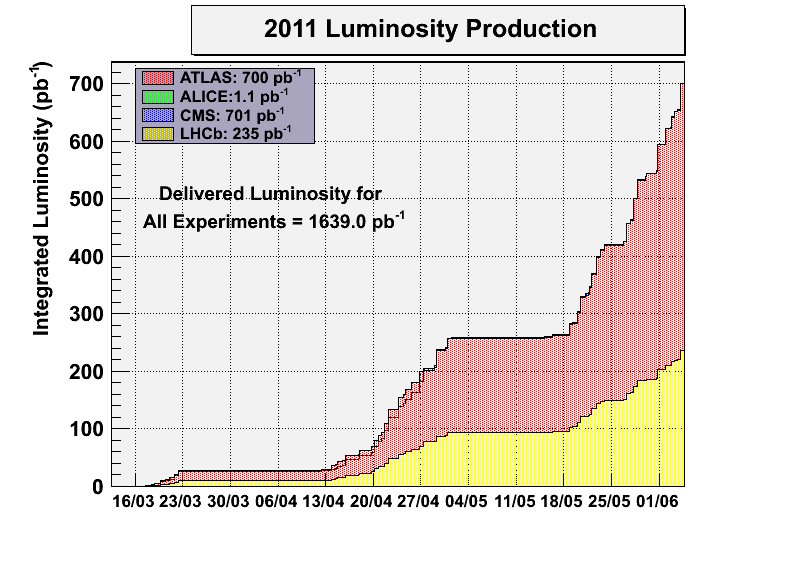 2011 Luminosity Production
Integrated Luminosity (pb⁻¹)
700
600
500
400
300
200
100
0
ATLAS: 700 pb⁻¹
ALICE:1.1 pb⁻¹
CMS: 701 pb⁻¹
LHCb: 235 pb⁻¹
Delivered Luminosity for
All Experiments = 1639.0 pb⁻¹
16/03 23/03 30/03 06/04 13/04 20/04 27/04 04/05 11/05 18/05 25/05 01/06